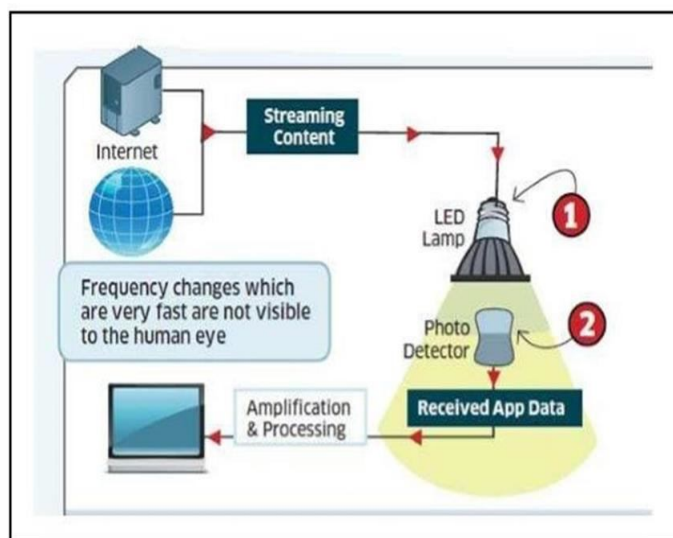 Internet
Streaming
Content
LED
Lamp
1
Frequency changes which
are very fast are not visible
to the human eye
Photo
Detector
2
Amplification
& Processing
Received App Data